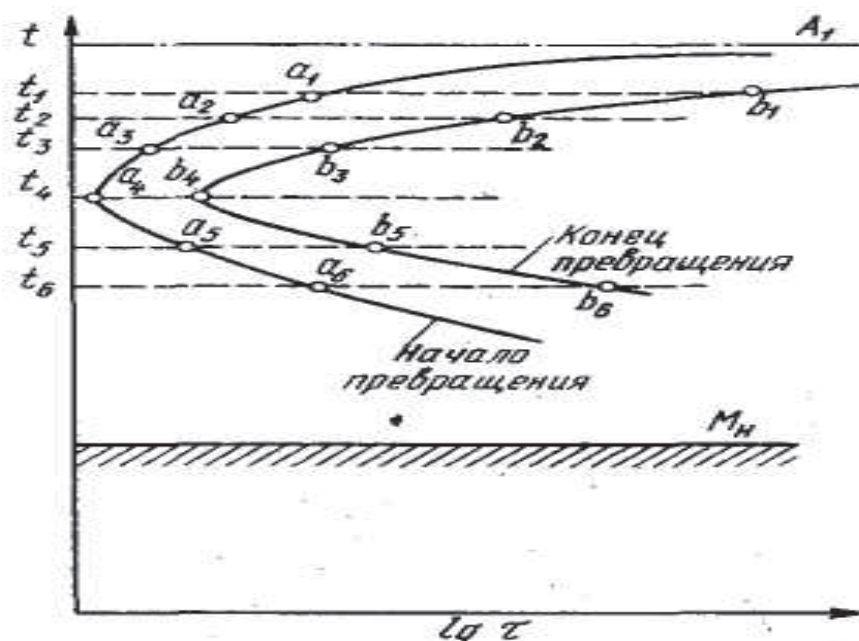 t
A₁
t₁
a₁
b₁
t₂
a₂
b₂
t₃
a₃
b₃
t₄
a₄
b₄
t₅
a₅
b₅
Конец
превращения
t₆
a₆
b₆
Начало
превращения
Mн
lg τ